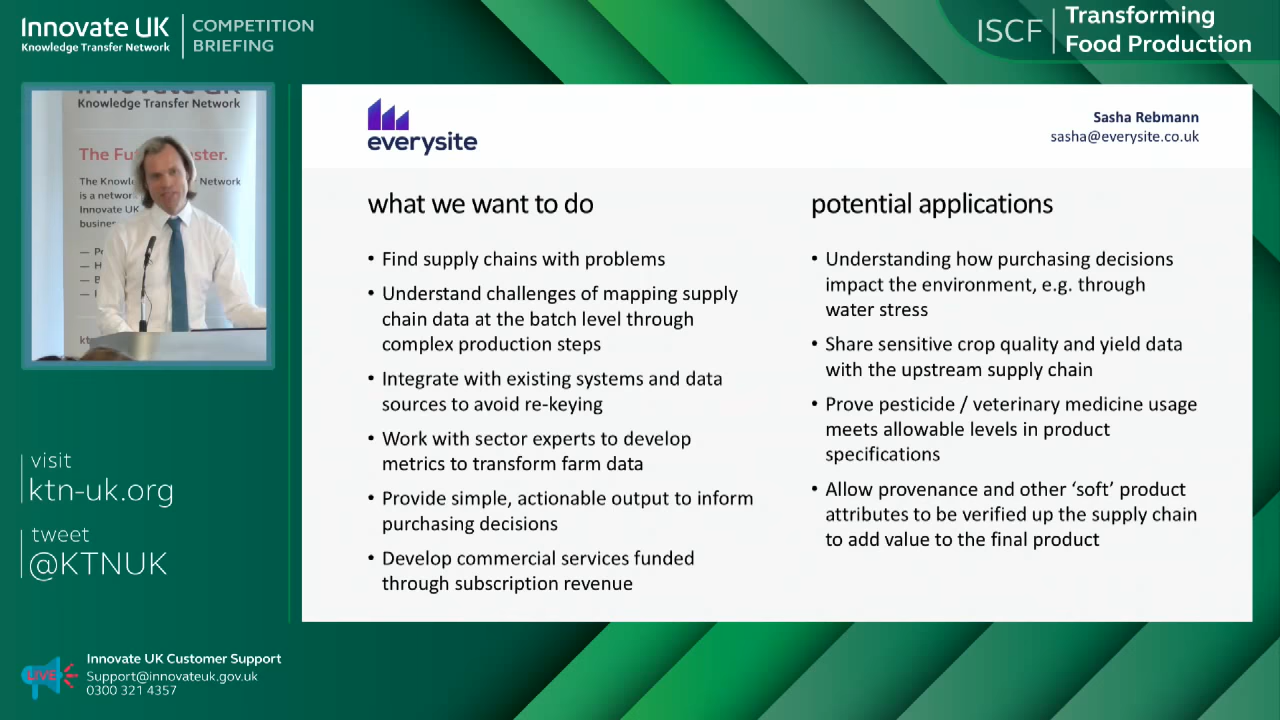 Innovate UK
Knowledge Transfer Network
COMPETITION
BRIEFING
ISCF
Transforming
Food Production
Knowledge Transfer Network
The Fu
ster.
The Knowle
Network
is a networ
Innovate UK
busine
kt
visit
ktn-uk.org
tweet
@KTNUK
LIVE
Innovate UK Customer Support
Support@innovateuk.gov.uk
0300 321 4357
everysite
Sasha Rebmann
sasha@everysite.co.uk
what we want to do
• Find supply chains with problems
• Understand challenges of mapping supply
chain data at the batch level through
complex production steps
• Integrate with existing systems and data
sources to avoid re-keying
• Work with sector experts to develop
metrics to transform farm data
• Provide simple, actionable output to inform
purchasing decisions
• Develop commercial services funded
through subscription revenue
potential applications
• Understanding how purchasing decisions
impact the environment, e.g. through
water stress
• Share sensitive crop quality and yield data
with the upstream supply chain
• Prove pesticide / veterinary medicine usage
meets allowable levels in product
specifications
• Allow provenance and other ‘soft’ product
attributes to be verified up the supply chain
to add value to the final product